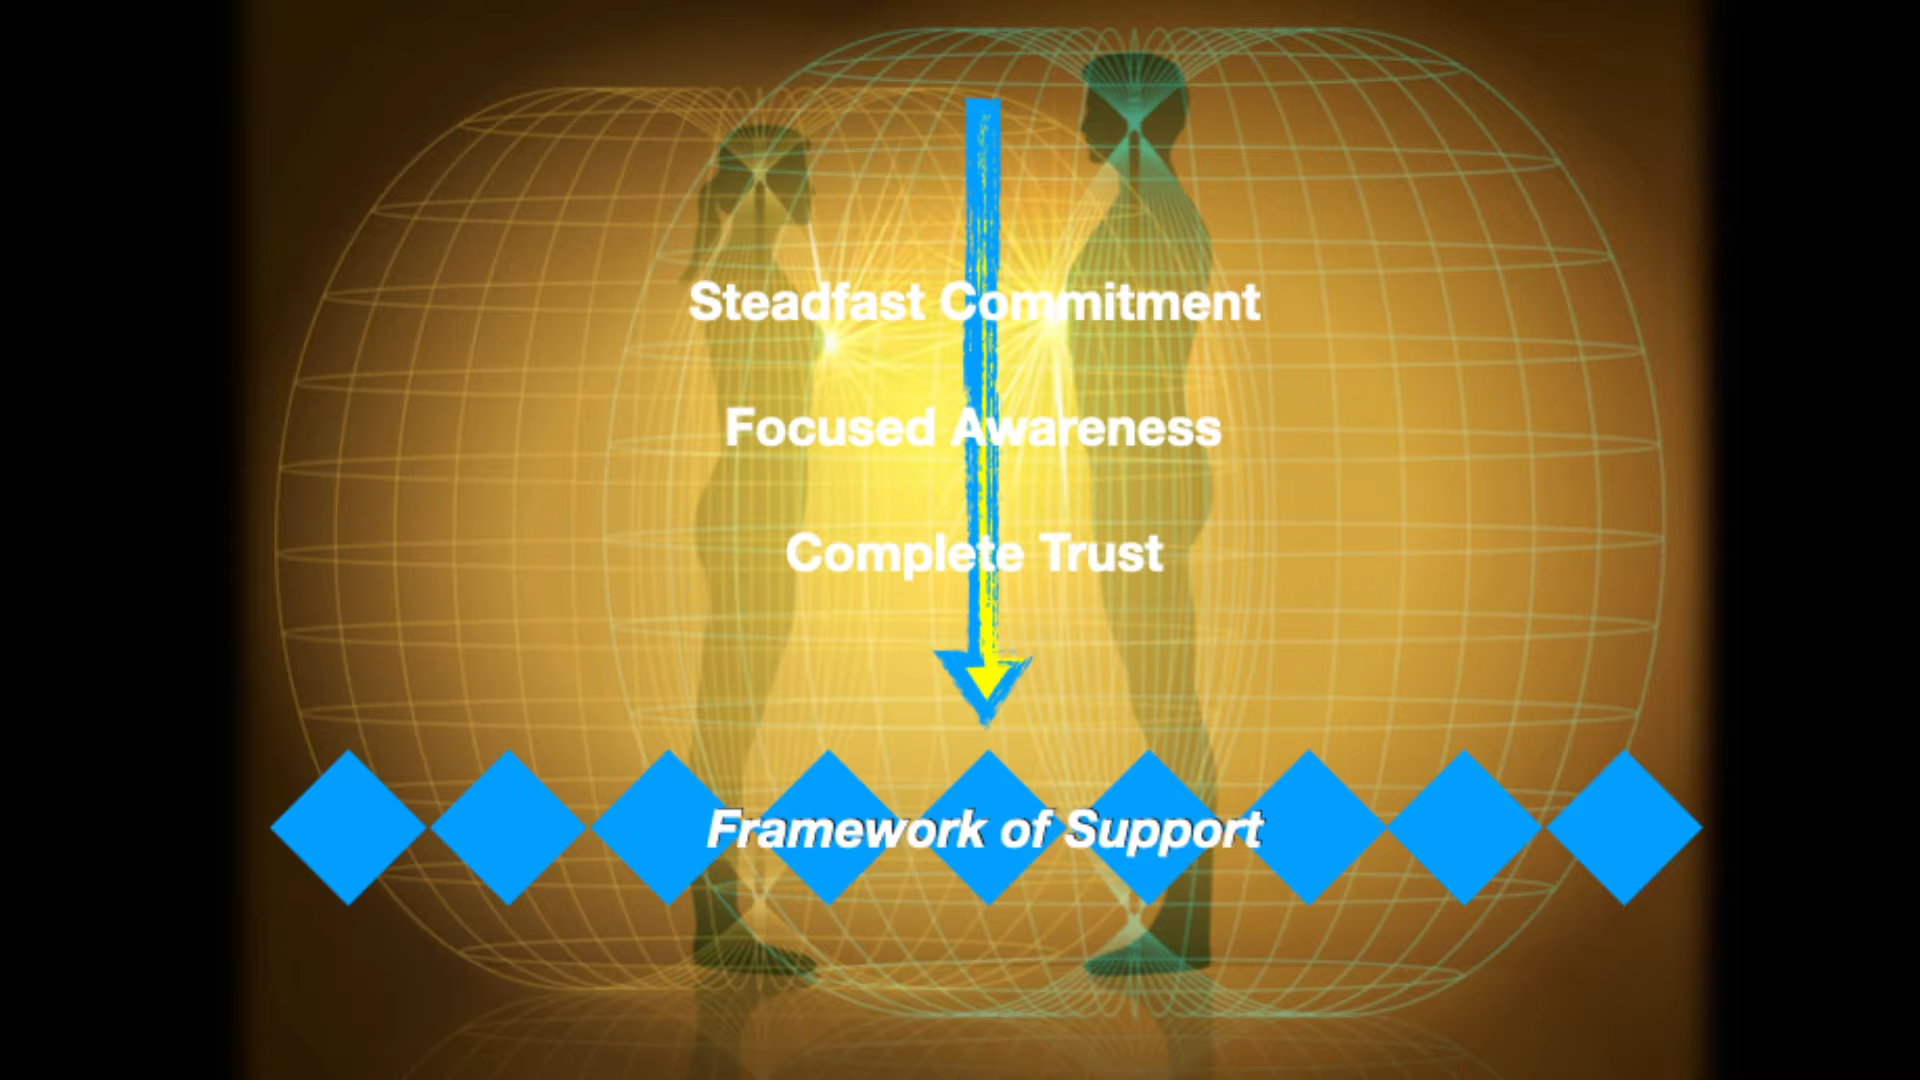 Steadfast Commitment
Focused Awareness
Complete Trust
Framework of Support